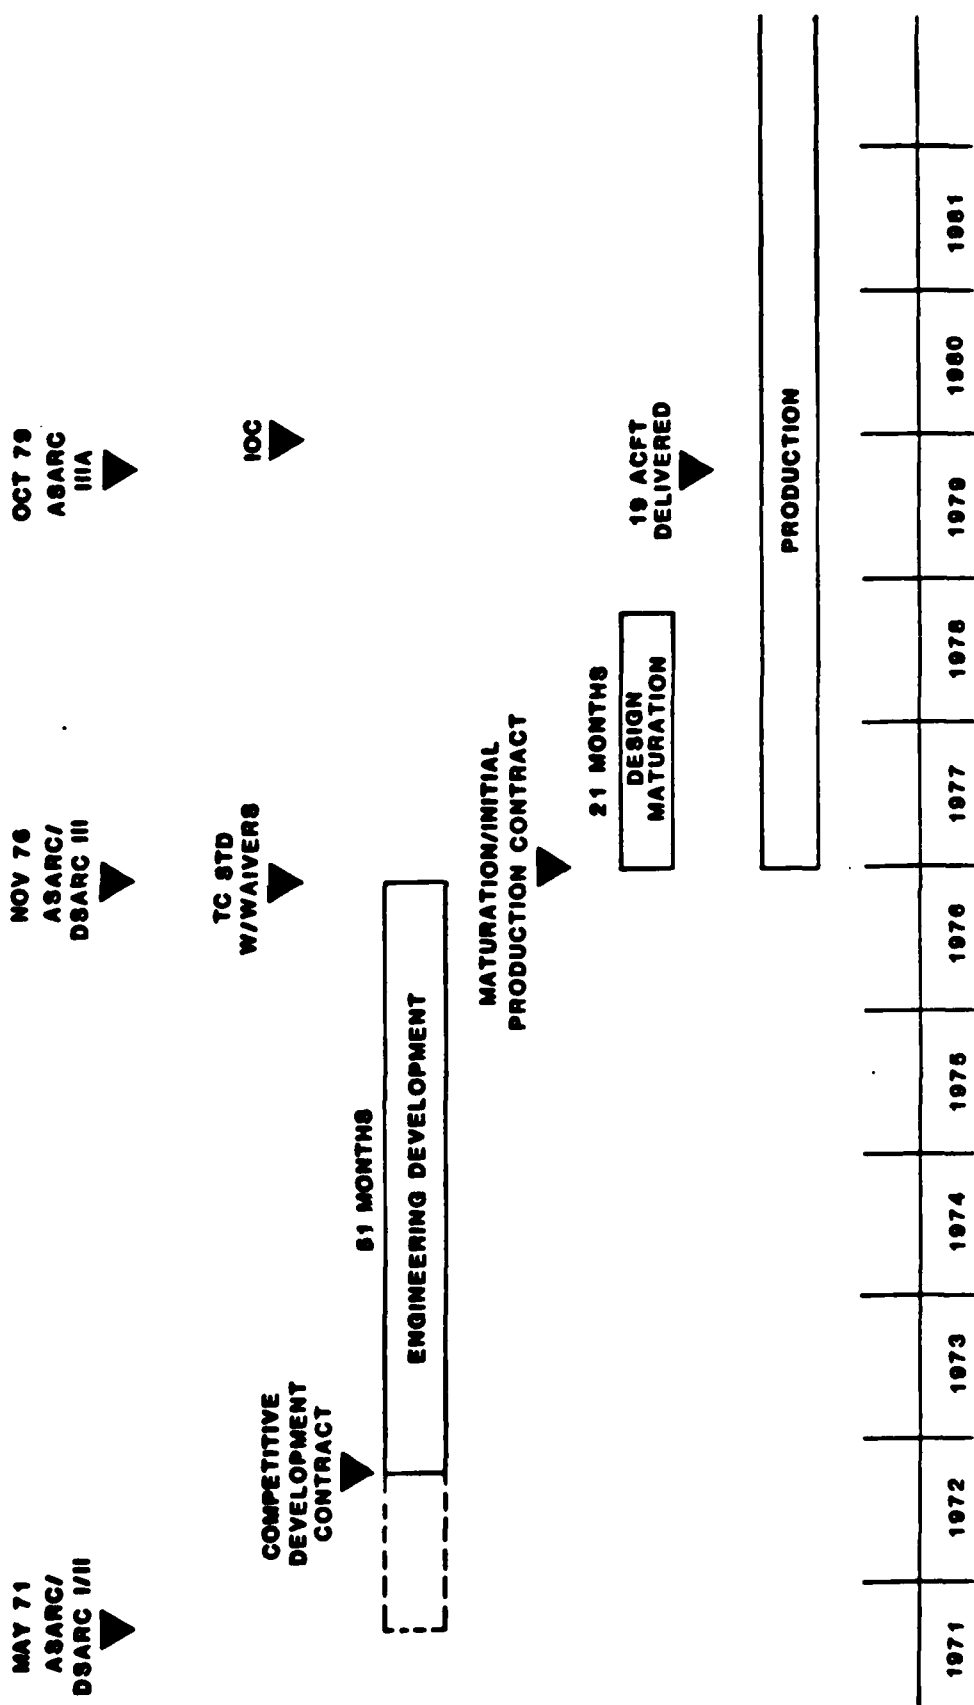 MAY 71
ASARC/
DSARC I/II
NOV 76
ASARC/
DSARC III
OCT 79
ASARC
IIIA
TC STD
W/WAIVERS
IOC
COMPETITIVE
DEVELOPMENT
CONTRACT
51 MONTHS
ENGINEERING DEVELOPMENT
MATURATION/INITIAL
PRODUCTION CONTRACT
21 MONTHS
DESIGN
MATURATION
19 ACFT
DELIVERED
PRODUCTION
1971
1972
1973
1974
1975
1976
1977
1978
1979
1980
1981